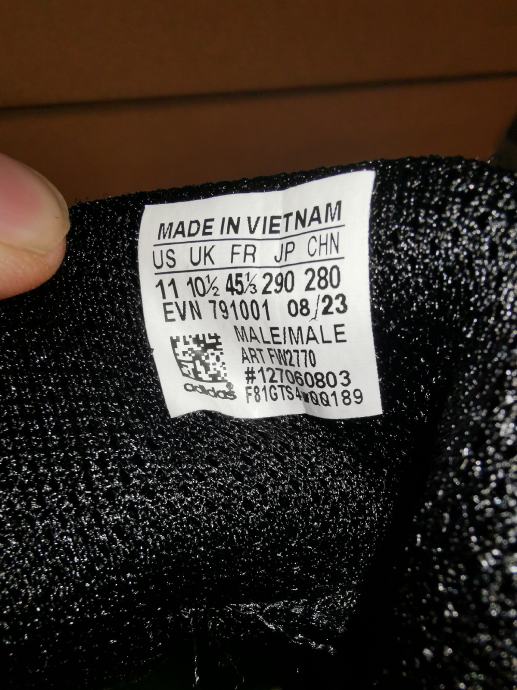 MADE IN VIETNAM
US UK FR JP CHN
11 10½ 45⅓ 290 280
EVN 791001 08/23
MALE/MALE
ART FW2770
#127060803
adidas